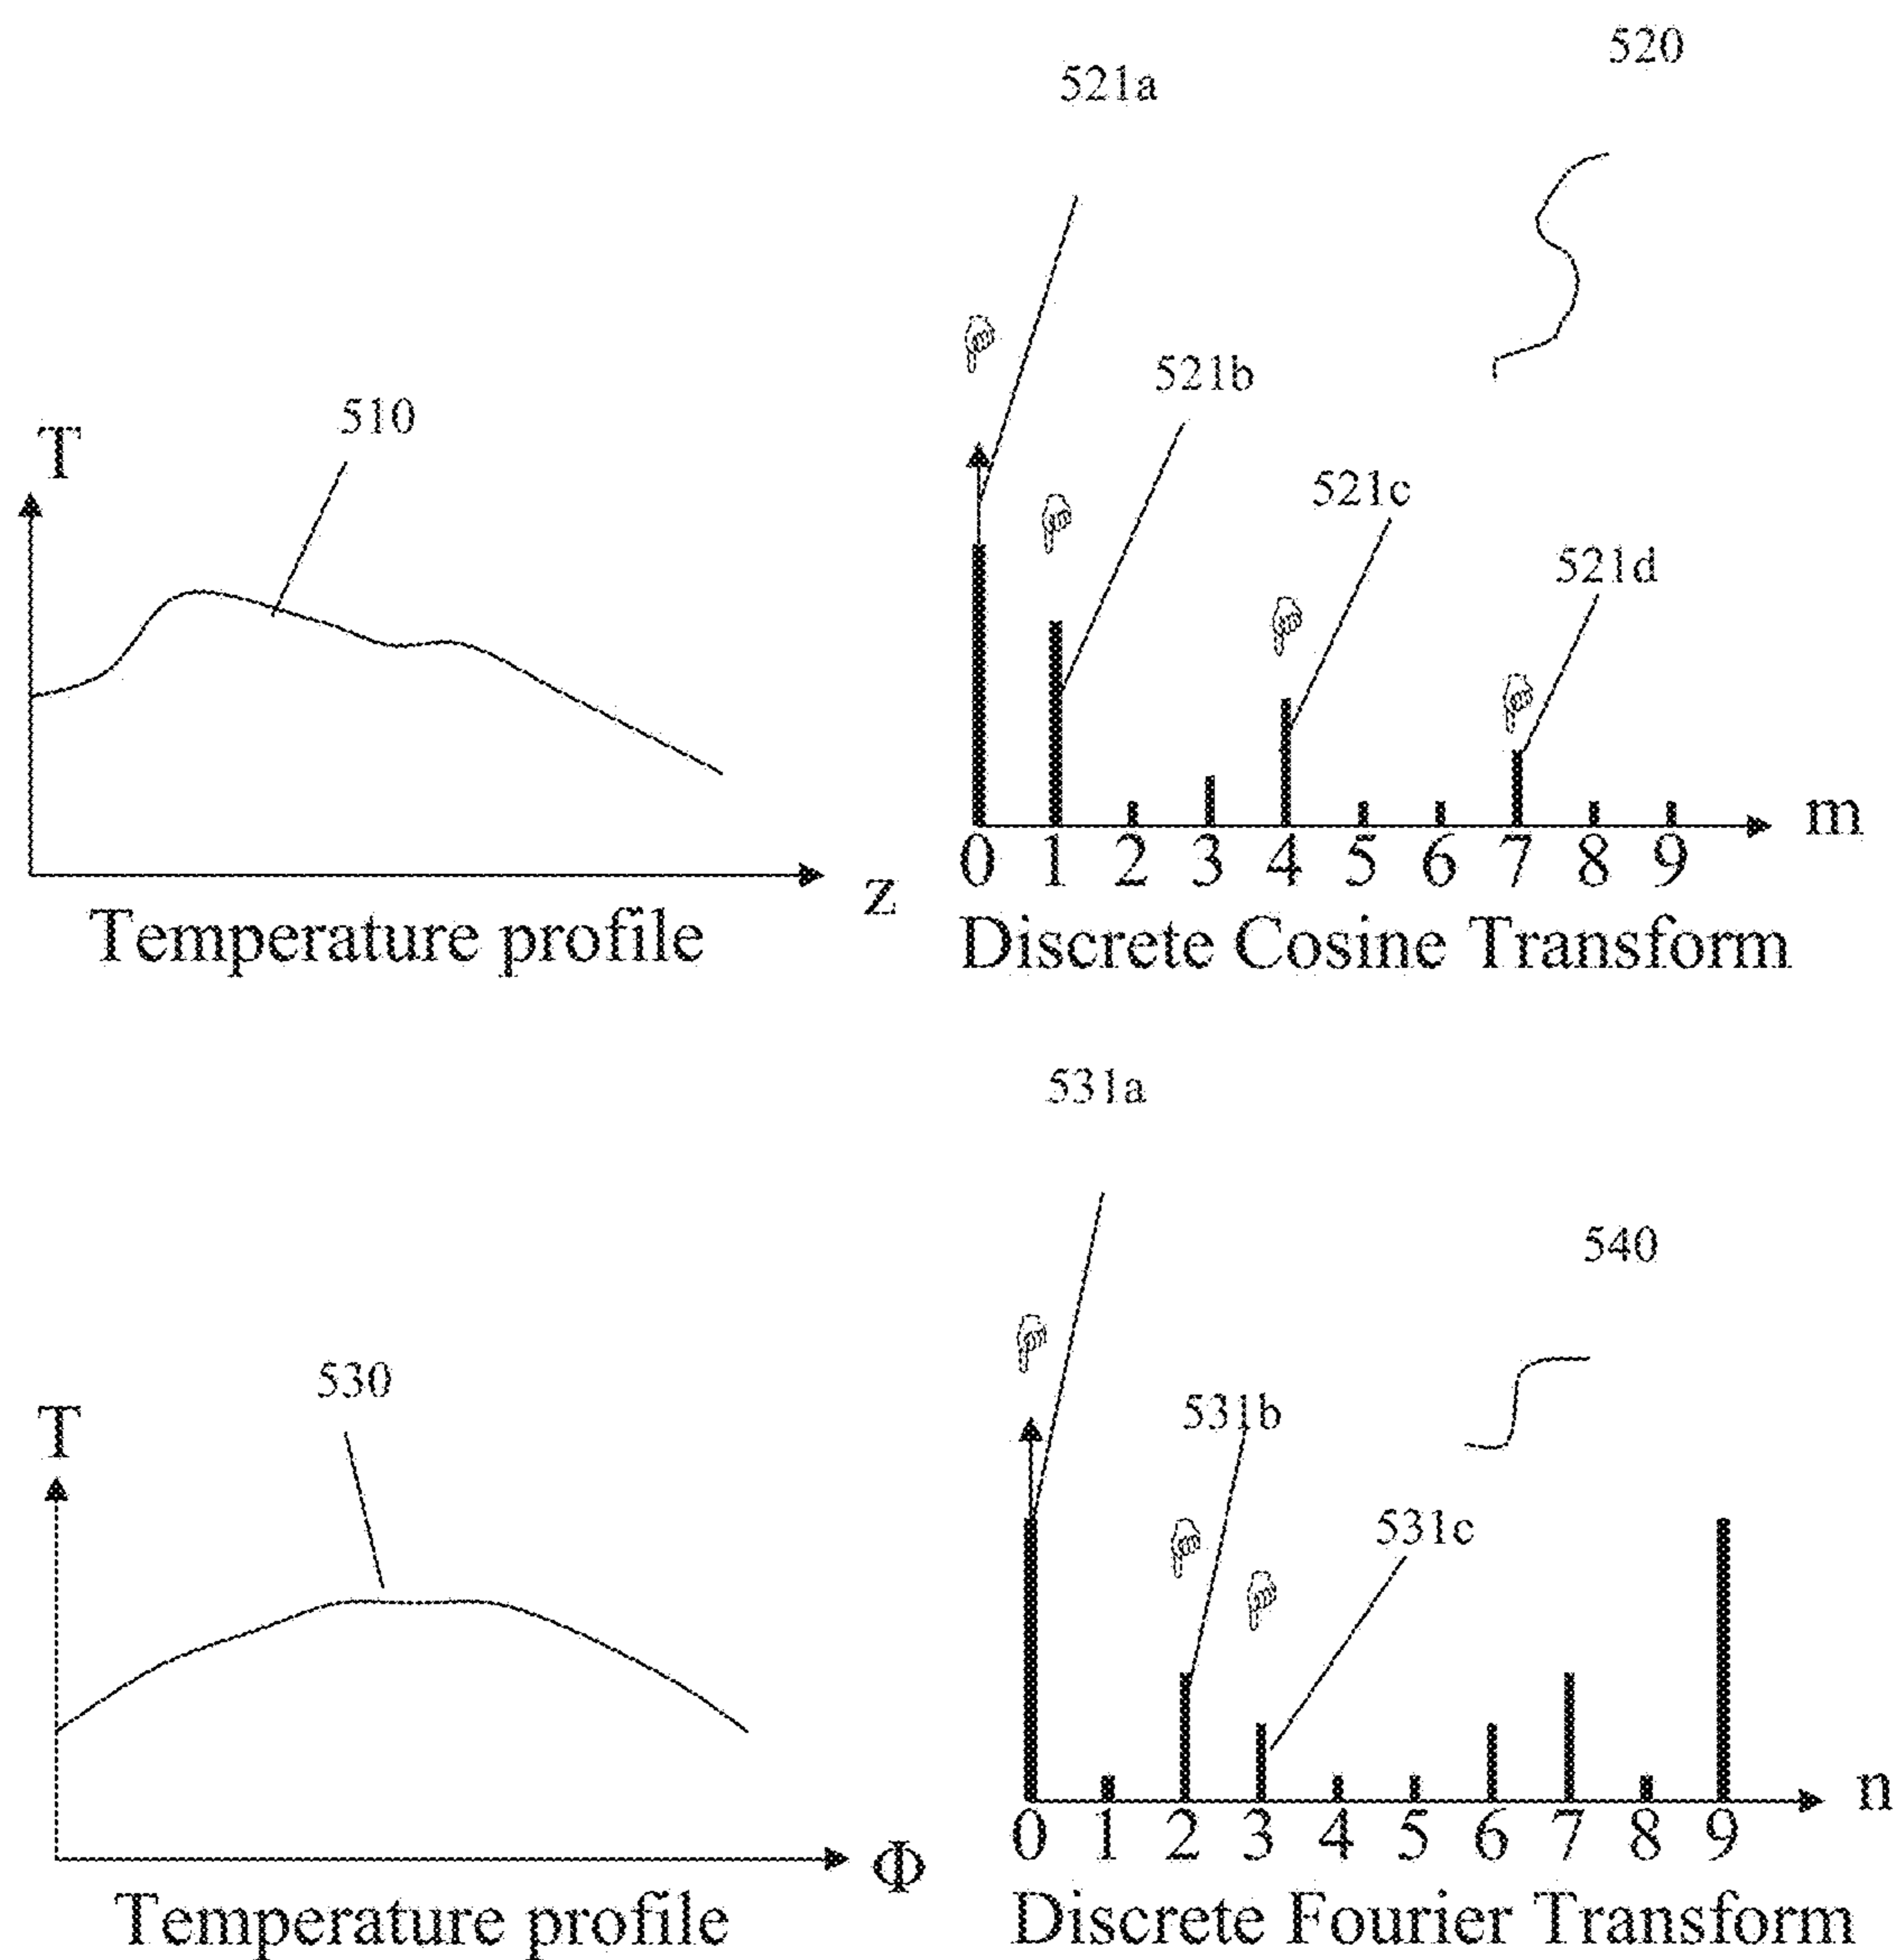 520
521a
521b
510
T
521c
521d
m
0 1 2 3 4 5 6 7 8 9
z
Temperature profile
Discrete Cosine Transform
531a
540
530
531b
T
531c
n
0 1 2 3 4 5 6 7 8 9
Φ
Temperature profile
Discrete Fourier Transform